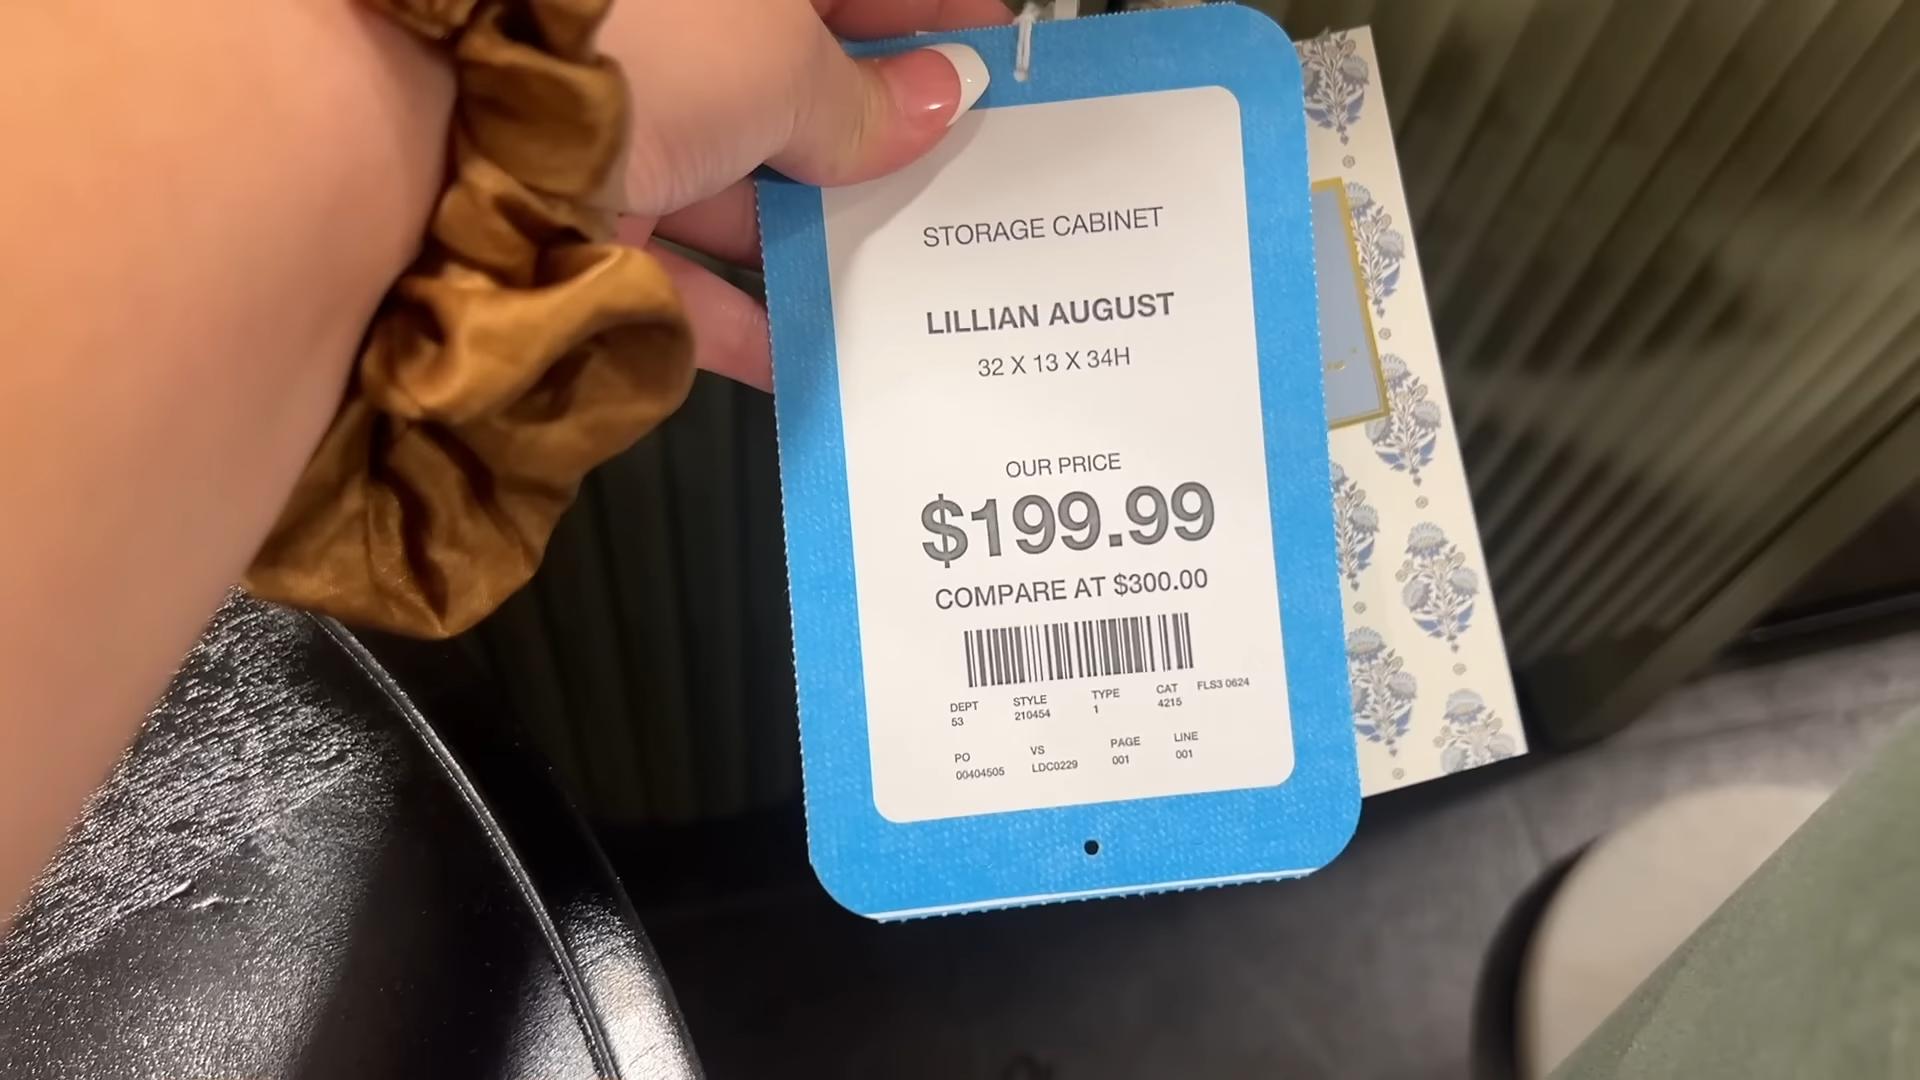 STORAGE CABINET
LILLIAN AUGUST
32 X 13 X 34H
OUR PRICE
$199.99
COMPARE AT $300.00
DEPT STYLE TYPE CAT FLS3 0624
53 210454 1 4215
PO VS PAGE LINE
00404505 LDC0229 001 001